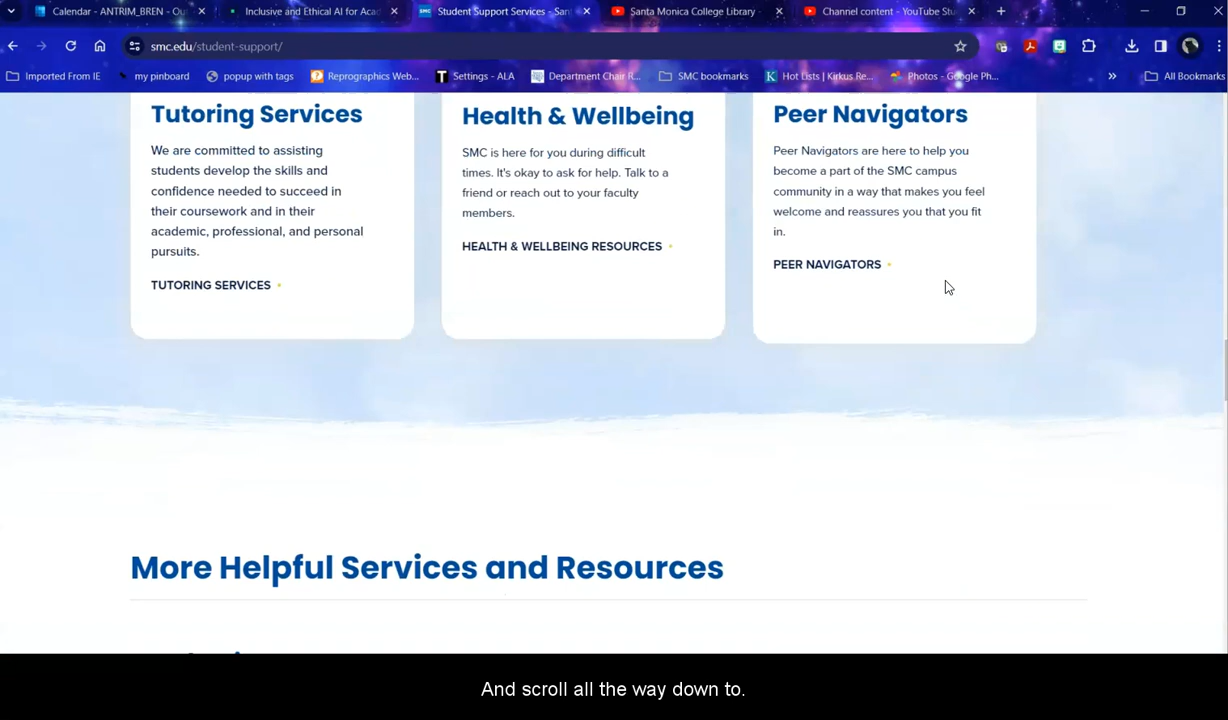 Calendar - ANTRIM_BREN - Ou
Inclusive and Ethical AI for Acad
Student Support Services - San
Santa Monica College Library -
Channel content - YouTube Stu
smc.edu/student-support/
Imported From IE
my pinboard
popup with tags
Reprographics Web...
Settings - ALA
Department Chair R...
SMC bookmarks
Hot Lists | Kirkus Re...
Photos - Google Ph...
All Bookmarks
Tutoring Services
We are committed to assisting
students develop the skills and
confidence needed to succeed in
their coursework and in their
academic, professional, and personal
pursuits.
TUTORING SERVICES
Health & Wellbeing
SMC is here for you during difficult
times. It's okay to ask for help. Talk to a
friend or reach out to your faculty
members.
HEALTH & WELLBEING RESOURCES
Peer Navigators
Peer Navigators are here to help you
become a part of the SMC campus
community in a way that makes you feel
welcome and reassures you that you fit
in.
PEER NAVIGATORS
More Helpful Services and Resources
And scroll all the way down to.